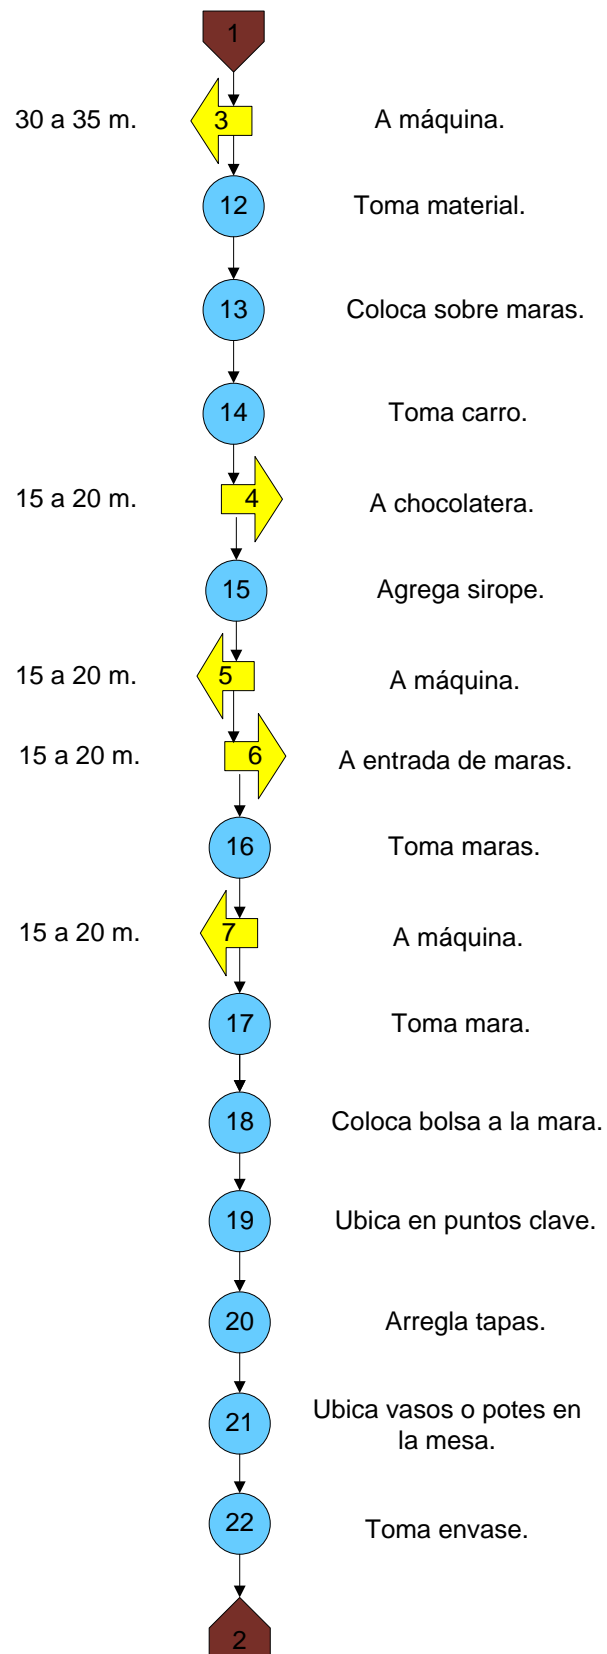 1
30 a 35 m. 3 A máquina.
12 Toma material.
13 Coloca sobre maras.
14 Toma carro.
15 a 20 m. 4 A chocolatera.
15 Agrega sirope.
15 a 20 m. 5 A máquina.
15 a 20 m. 6 A entrada de maras.
16 Toma maras.
15 a 20 m. 7 A máquina.
17 Toma mara.
18 Coloca bolsa a la mara.
19 Ubica en puntos clave.
20 Arregla tapas.
21 Ubica vasos o potes en
la mesa.
22 Toma envase.
2